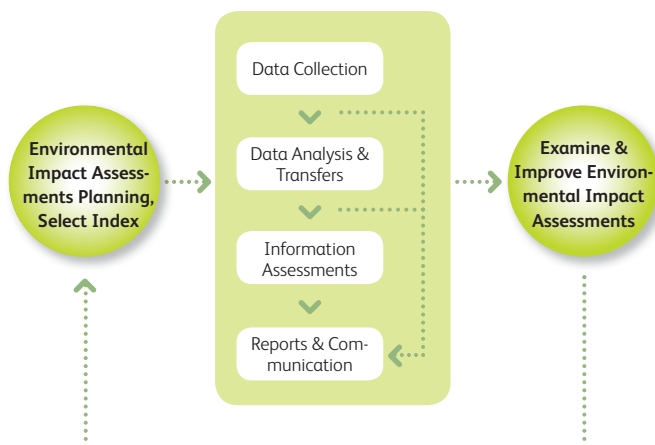 Environmental
Impact Assess-
ments Planning,
Select Index
Data Collection
Data Analysis &
Transfers
Information
Assessments
Reports & Com-
munication
Examine &
Improve Environ-
mental Impact
Assessments